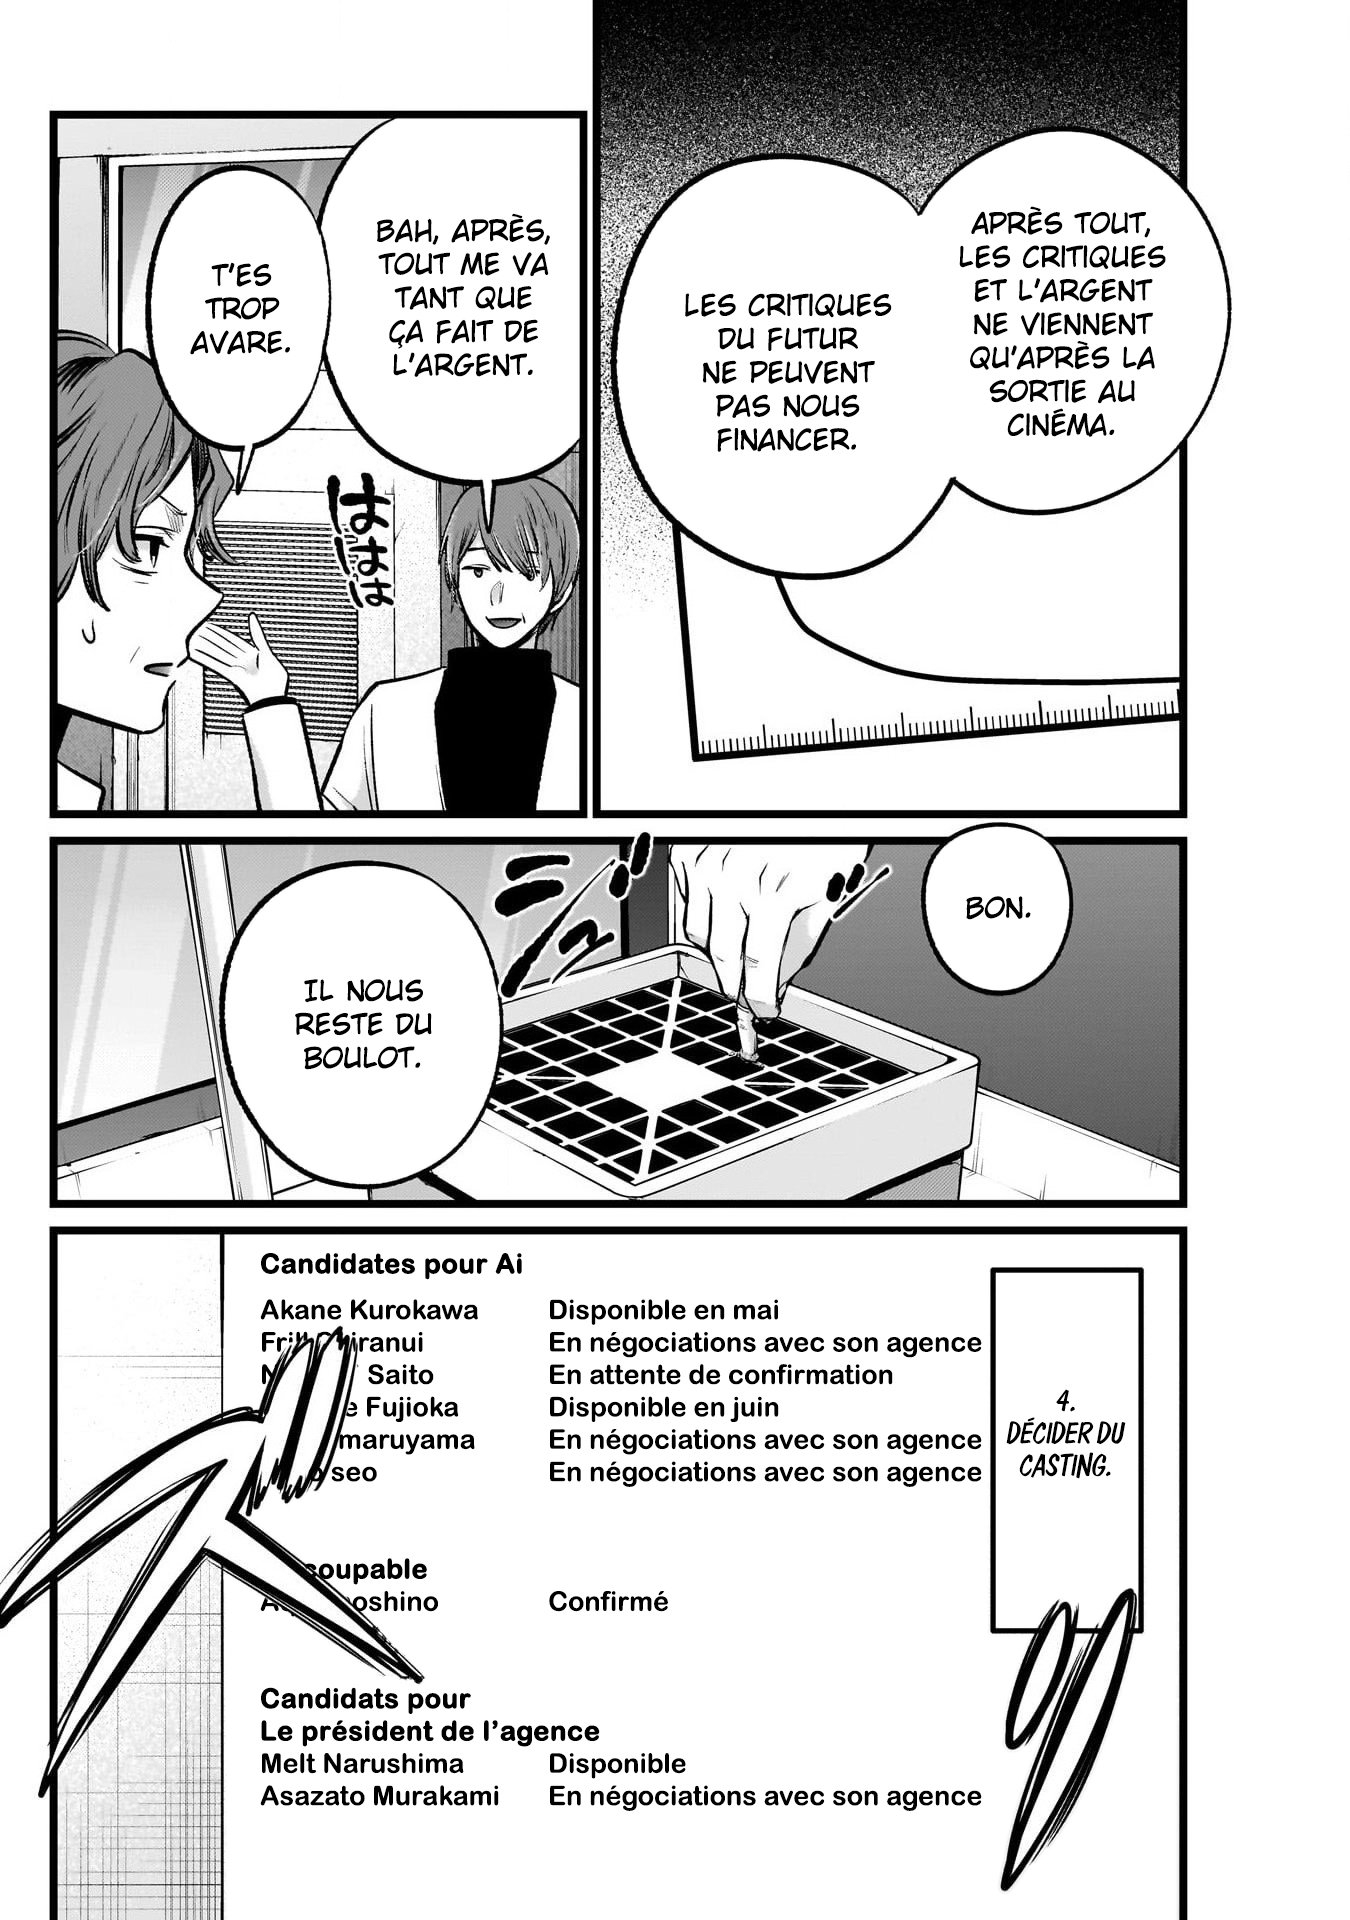 APRÈS TOUT,
LES CRITIQUES
ET L'ARGENT
NE VIENNENT
QU'APRÈS LA
SORTIE AU
CINÉMA.
LES CRITIQUES
DU FUTUR
NE PEUVENT
PAS NOUS
FINANCER.
BAH, APRÈS,
TOUT ME VA
TANT QUE
ÇA FAIT DE
L'ARGENT.
T'ES
TROP
AVARE.
ははは
BON.
ジュ
IL NOUS
RESTE DU
BOULOT.
4.
DÉCIDER DU
CASTING.
Candidates pour Ai
Akane Kurokawa Disponible en mai
En négociations avec son agence
Saito En attente de confirmation
Fujioka Disponible en juin
En négociations avec son agence
seo En négociations avec son agence
Confirmé
Candidats pour
Le président de l'agence
Melt Narushima Disponible
Asazato Murakami En négociations avec son agence